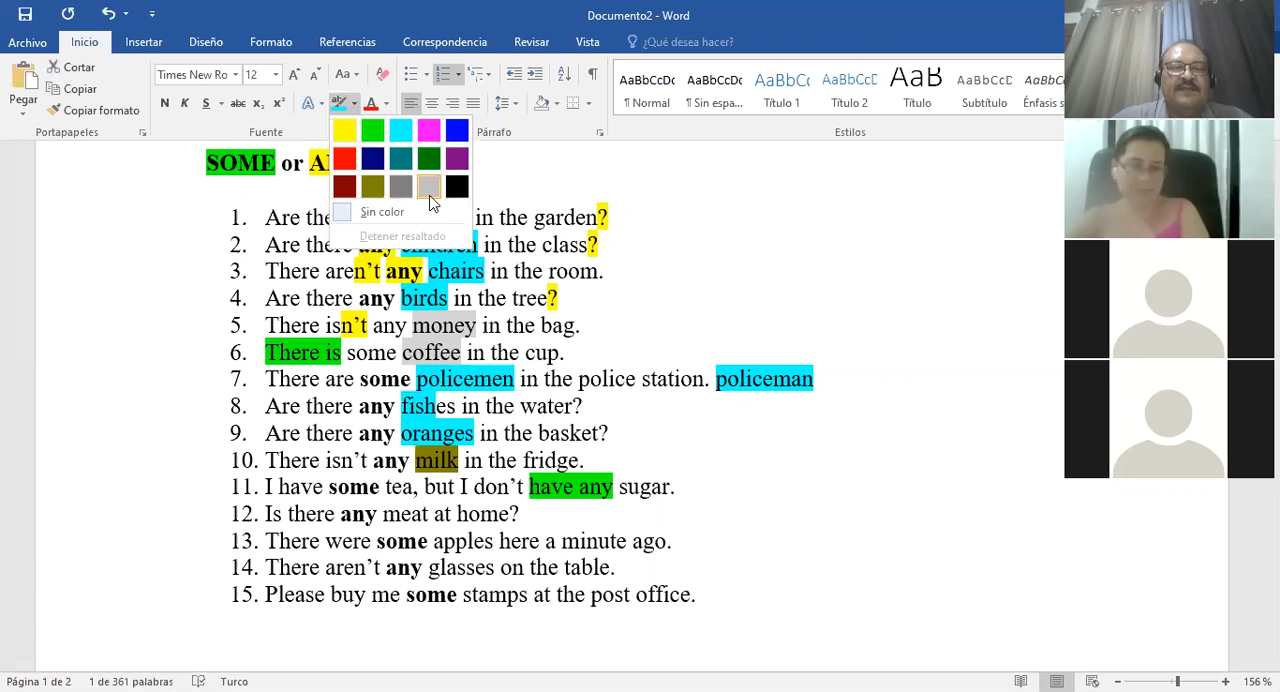 Documento2 - Word
Archivo Inicio Insertar Diseño Formato Referencias Correspondencia Revisar Vista ¿Qué desea hacer?
Cortar
Copiar
Copiar formato
Pegar
Portapapeles
Times New Ro 12
N K S abc x₂ x²
Fuente
Párrafo
AaBbCcDc AaBbCcDc AaBbCcD AaBbCcD AaB AaBbCcD
¶ Normal ¶ Sin espa... Título 1 Título 2 Título Subtítulo Énfasis s
Estilos
Sin color
Detener resaltado
SOME or
1. Are in the garden?
2. Are there any children in the class?
3. There aren't any chairs in the room.
4. Are there any birds in the tree?
5. There isn't any money in the bag.
6. There is some coffee in the cup.
7. There are some policemen in the police station. policeman
8. Are there any fishes in the water?
9. Are there any oranges in the basket?
10. There isn't any milk in the fridge.
11. I have some tea, but I don't have any sugar.
12. Is there any meat at home?
13. There were some apples here a minute ago.
14. There aren't any glasses on the table.
15. Please buy me some stamps at the post office.
Página 1 de 2 1 de 361 palabras Turco 156 %